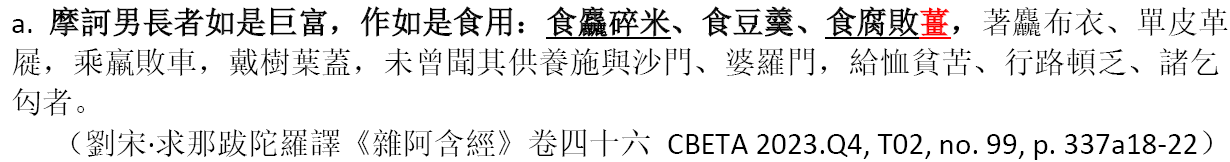 a. 摩訶男長者如是巨富，作如是食用：食麤碎米、食豆羹、食腐敗薑，著麤布衣、單皮革
屣，乘羸敗車，戴樹葉蓋，未曾聞其供養施與沙門、婆羅門，給恤貧苦、行路頓乏、諸乞
匃者。
（劉宋·求那跋陀羅譯《雜阿含經》卷四十六 CBETA 2023.Q4, T02, no. 99, p. 337a18-22）